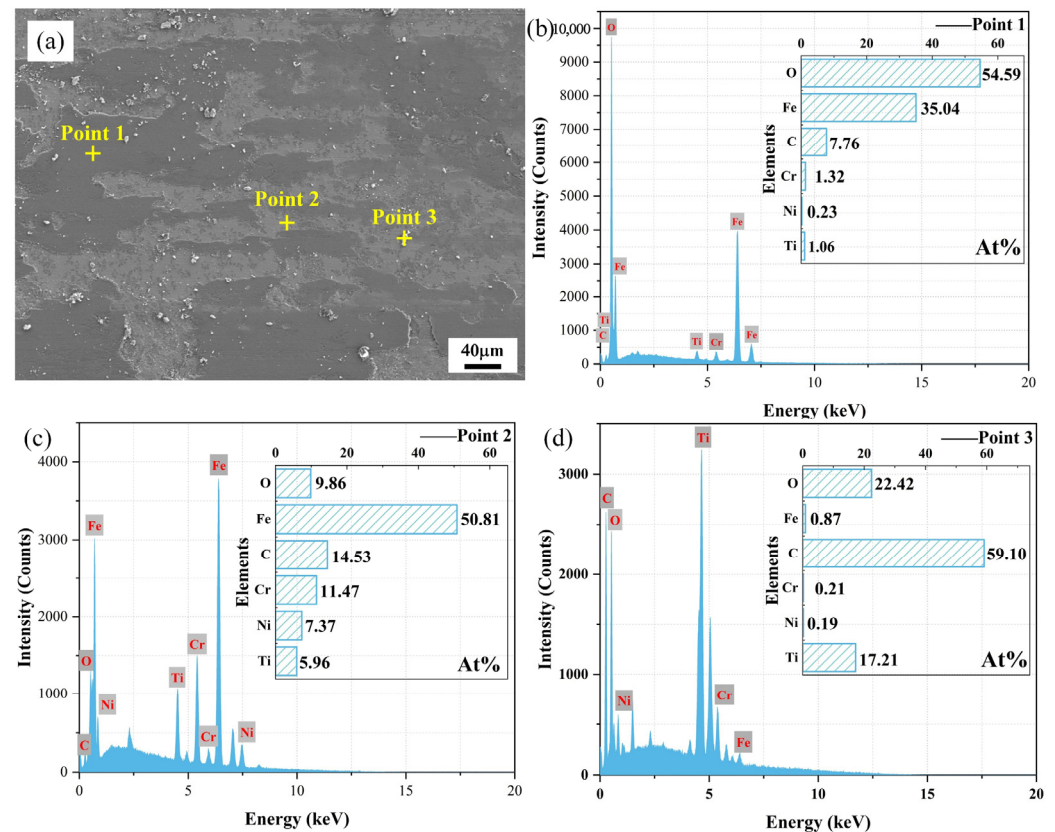 (a)
Point 1
Point 2
Point 3
40μm
(b)
Point 1
0 20 40 60
O 54.59
Fe 35.04
C 7.76
Cr 1.32
Ni 0.23
Ti 1.06
Elements
At%
O
Fe
Ti
C
Ti
Cr
Fe
Fe
10,000
9000
8000
7000
6000
5000
4000
3000
2000
1000
0
Intensity (Counts)
0 5 10 15 20
Energy (keV)
(c)
Point 2
0 10 20 30 40 50 60
O 9.86
Fe 50.81
C 14.53
Cr 11.47
Ni 7.37
Ti 5.96
Elements
At%
Fe
Fe
O
Ni
C
Ti
Cr
Cr
Ni
4000
3000
2000
1000
0
Intensity (Counts)
0 5 10 15 20
Energy (keV)
(d)
Point 3
0 10 20 30 40 50 60 70
O 22.42
Fe 0.87
C 59.10
Cr 0.21
Ni 0.19
Ti 17.21
Elements
At%
Ti
C
O
Ni
Cr
Fe
3000
2000
1000
0
Intensity (Counts)
0 5 10 15 20
Energy (keV)